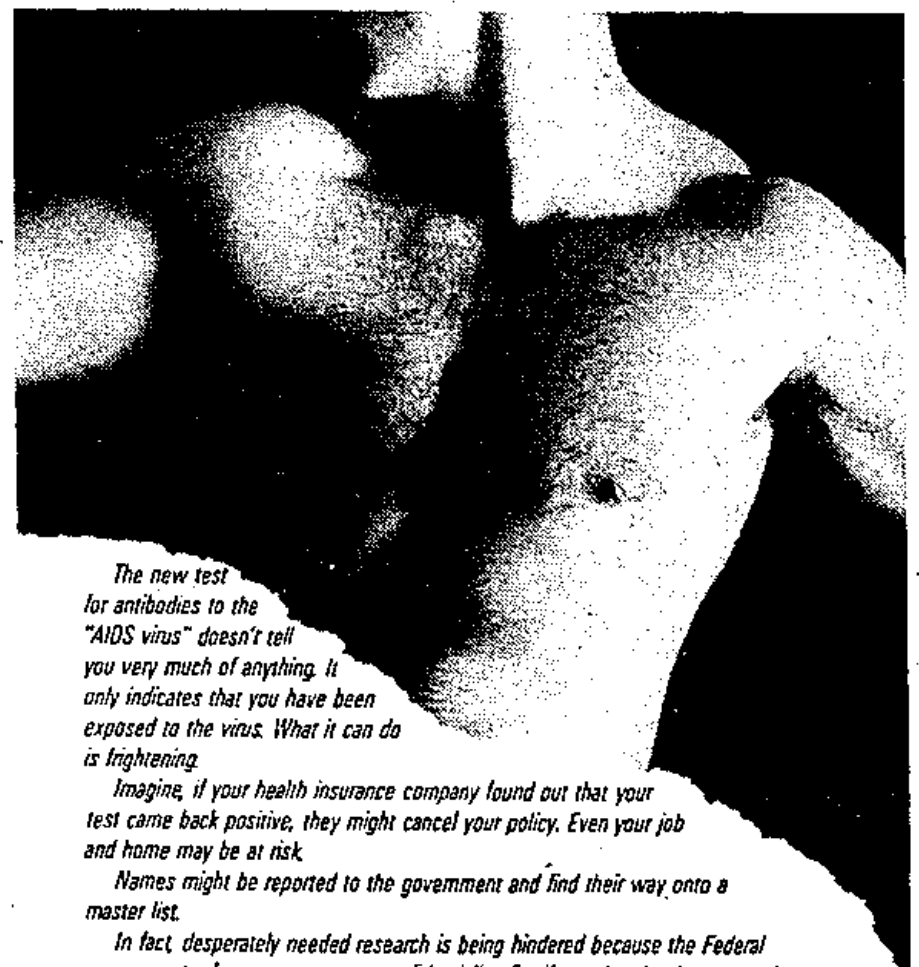 The new test
for antibodies to the
"AIDS virus" doesn't tell
you very much of anything. It
only indicates that you have been
exposed to the virus. What it can do
is frightening.
Imagine, if your health insurance company found out that your
test came back positive, they might cancel your policy. Even your job
and home may be at risk.
Names might be reported to the government and find their way onto a
master list.
In fact, desperately needed research is being hindered because the Federal